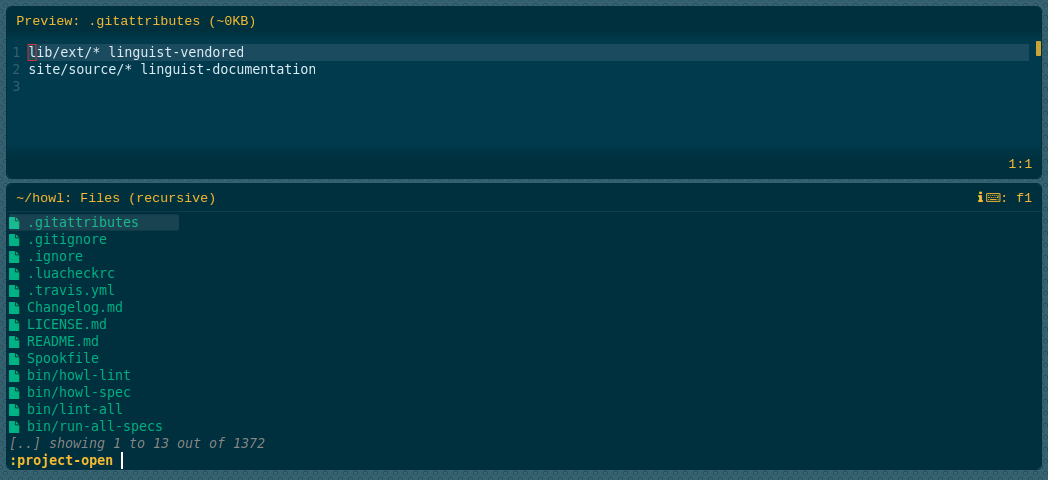 Preview: .gitattributes (~0KB)
1 lib/ext/* linguist-vendored
2 site/source/* linguist-documentation
3
1:1
~/howl: Files (recursive) : f1
.gitattributes
.gitignore
.ignore
.luacheckrc
.travis.yml
Changelog.md
LICENSE.md
README.md
Spookfile
bin/howl-lint
bin/howl-spec
bin/lint-all
bin/run-all-specs
[..] showing 1 to 13 out of 1372
:project-open